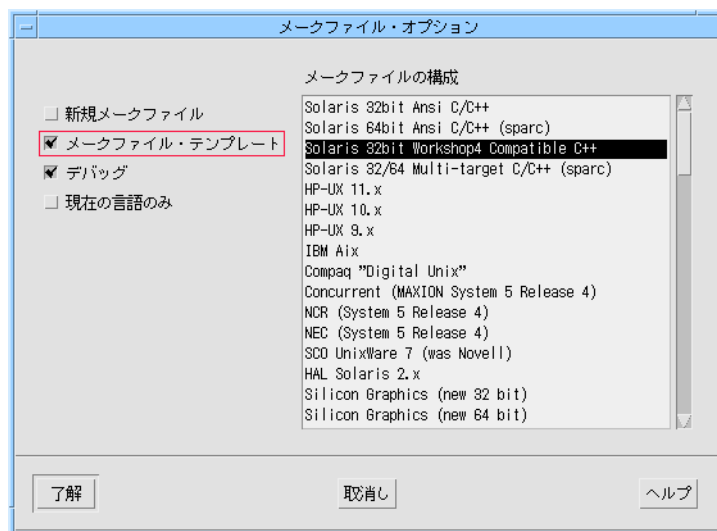 メークファイル・オプション
メークファイルの構成
新規メークファイル
メークファイル・テンプレート
デバッグ
現在の言語のみ
Solaris 32bit Ansi C/C++
Solaris 64bit Ansi C/C++ (sparc)
Solaris 32bit Workshop4 Compatible C++
Solaris 32/64 Multi-target C/C++ (sparc)
HP-UX 11.x
HP-UX 10.x
HP-UX 9.x
IBM Aix
Compaq "Digital Unix"
Concurrent (MAXION System 5 Release 4)
NCR (System 5 Release 4)
NEC (System 5 Release 4)
SCO UnixWare 7 (was Novell)
HAL Solaris 2.x
Silicon Graphics (new 32 bit)
Silicon Graphics (new 64 bit)
了解
取消し
ヘルプ